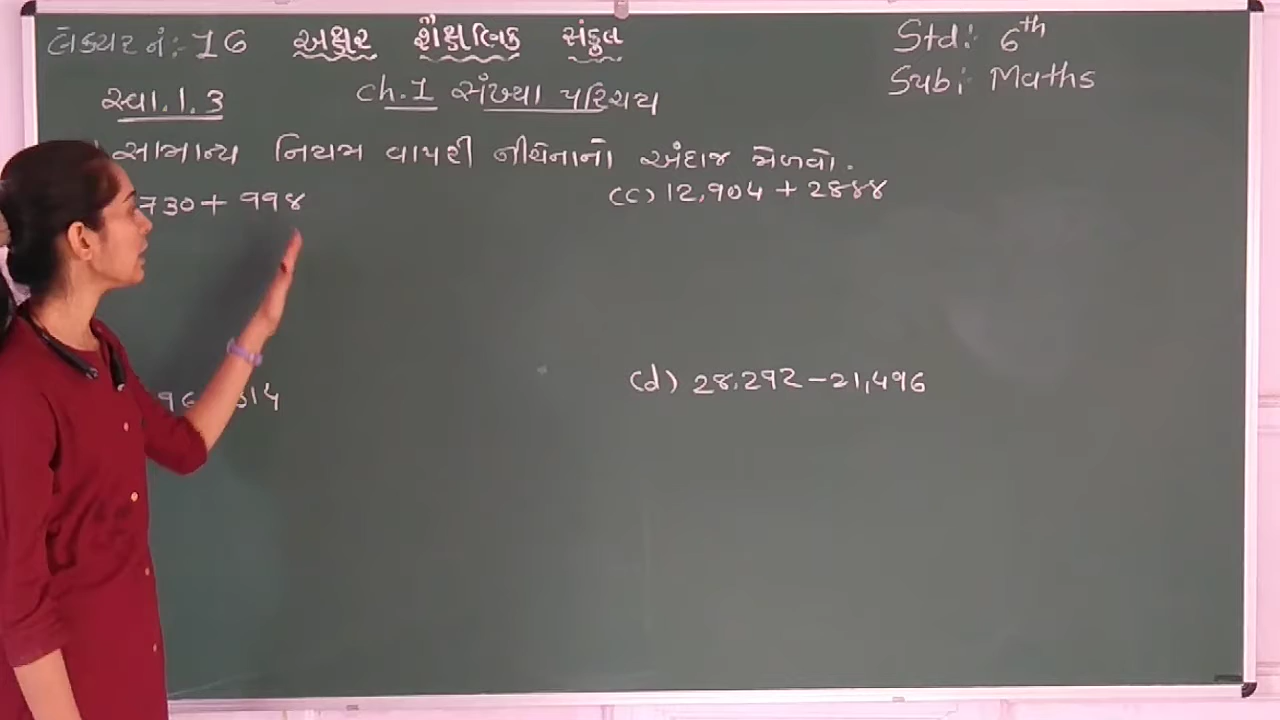 લેક્ચર નં:- 16 અક્ષર શૈક્ષણિક સંકુલ
Std:- 6th
Sub:- Maths
સ્વા.1.3 ch.1 સંખ્યા પરિચય
સામાન્ય નિયમ વાપરી નીચેનાનો અંદાજ મેળવો.
730 + 998
(c) 12,904 + 2888
(d) 28,292 - 21,496